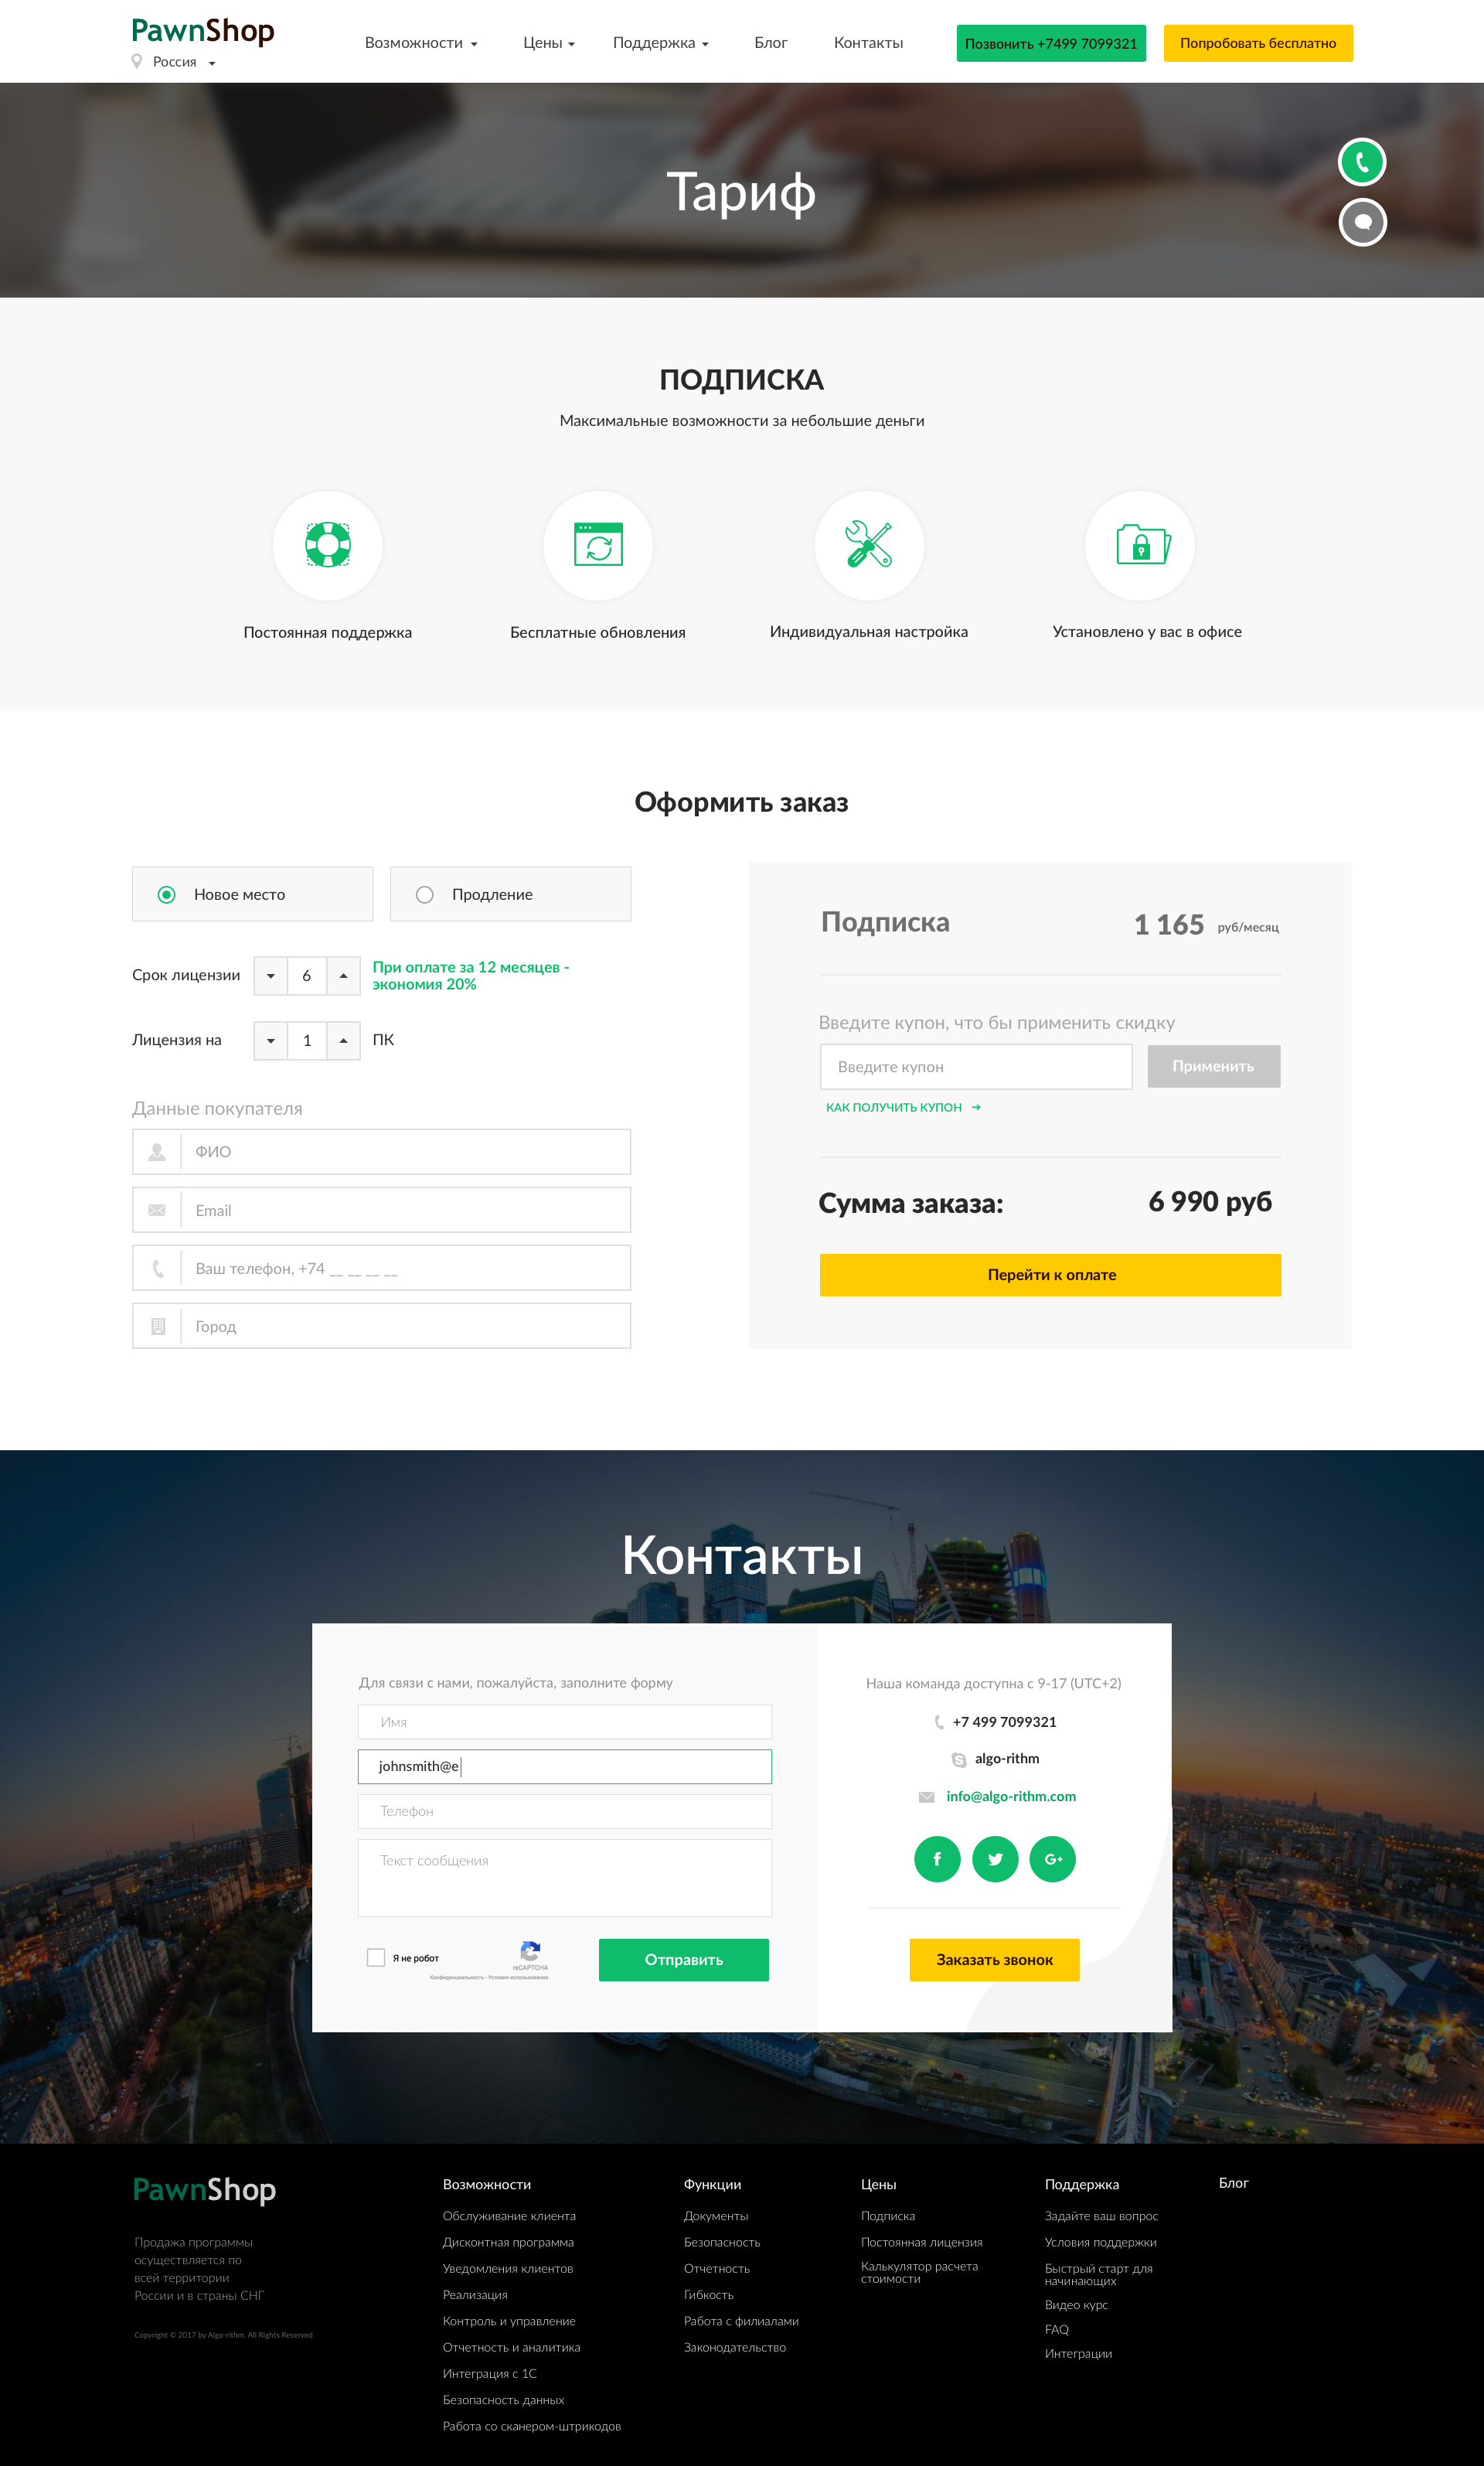 PawnShop
Россия
Возможности
Цены
Поддержка
Блог
Контакты
Позвонить +7499 7099321
Попробовать бесплатно
Тариф
ПОДПИСКА
Максимальные возможности за небольшие деньги
Постоянная поддержка
Бесплатные обновления
Индивидуальная настройка
Установлено у вас в офисе
Оформить заказ
Новое место
Продление
Срок лицензии
6
При оплате за 12 месяцев -
экономия 20%
Лицензия на
1
ПК
Данные покупателя
ФИО
Email
Ваш телефон, +74 __ __ __ __
Город
Подписка
1 165 руб/месяц
Введите купон, что бы применить скидку
Введите купон
Применить
КАК ПОЛУЧИТЬ КУПОН →
Сумма заказа:
6 990 руб
Перейти к оплате
Контакты
Для связи с нами, пожалуйста, заполните форму
Имя
johnsmith@e
Телефон
Текст сообщения
Я не робот
reCAPTCHA
Конфиденциальность - Условия использования
Отправить
Наша команда доступна с 9-17 (UTC+2)
+7 499 7099321
algo-rithm
info@algo-rithm.com
f
G+
Заказать звонок
PawnShop
Продажа программы
осуществляется по
всей территории
России и в страны СНГ
Copyright © 2017 by Algo-rithm. All Rights Reserved
Возможности
Обслуживание клиента
Дисконтная программа
Уведомления клиентов
Реализация
Контроль и управление
Отчетность и аналитика
Интеграция с 1С
Безопасность данных
Работа со сканером-штрикодов
Функции
Документы
Безопасность
Отчетность
Гибкость
Работа с филиалами
Законодательство
Цены
Подписка
Постоянная лицензия
Калькулятор расчета
стоимости
Поддержка
Задайте ваш вопрос
Условия поддержки
Быстрый старт для
начинающих
Видео курс
FAQ
Интеграции
Блог